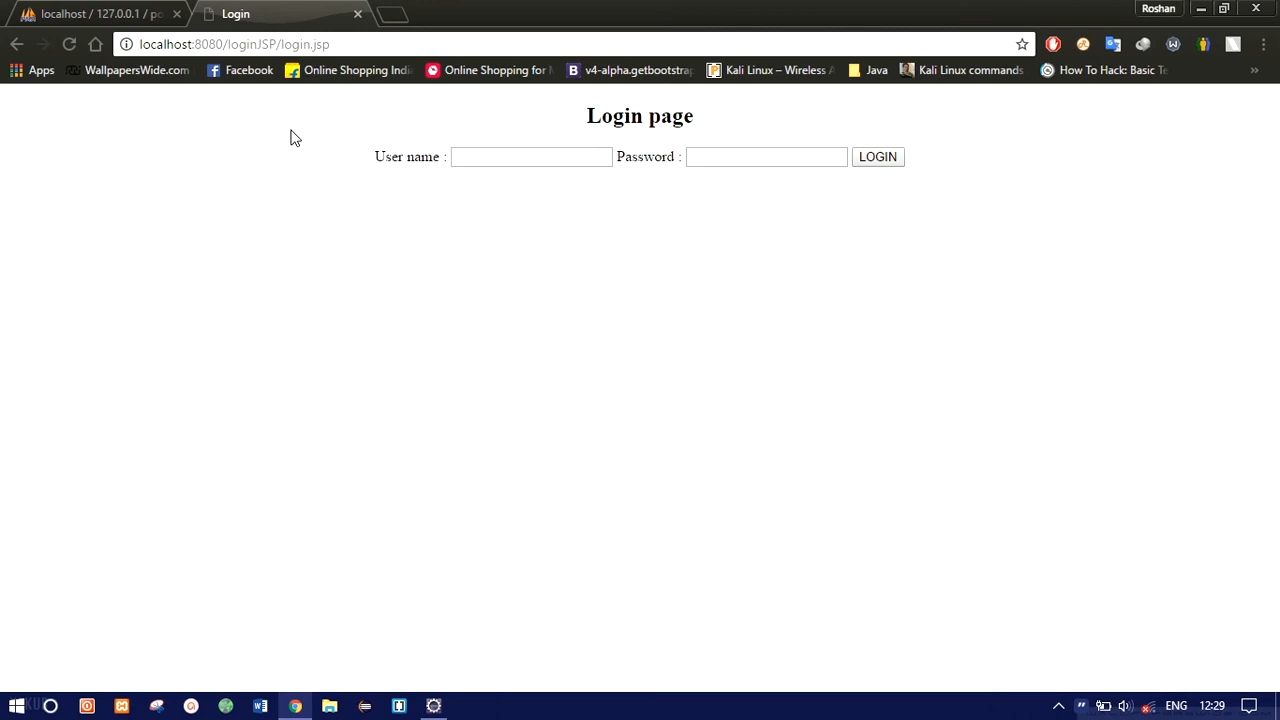 localhost / 127.0.0.1 / po
Login
Roshan
localhost:8080/loginJSP/login.jsp
Apps
WallpapersWide.com
Facebook
Online Shopping Indi
Online Shopping for M
v4-alpha.getbootstrap
Kali Linux – Wireless A
Java
Kali Linux commands
How To Hack: Basic Te
»
Login page
User name : Password : LOGIN
ENG 12:29